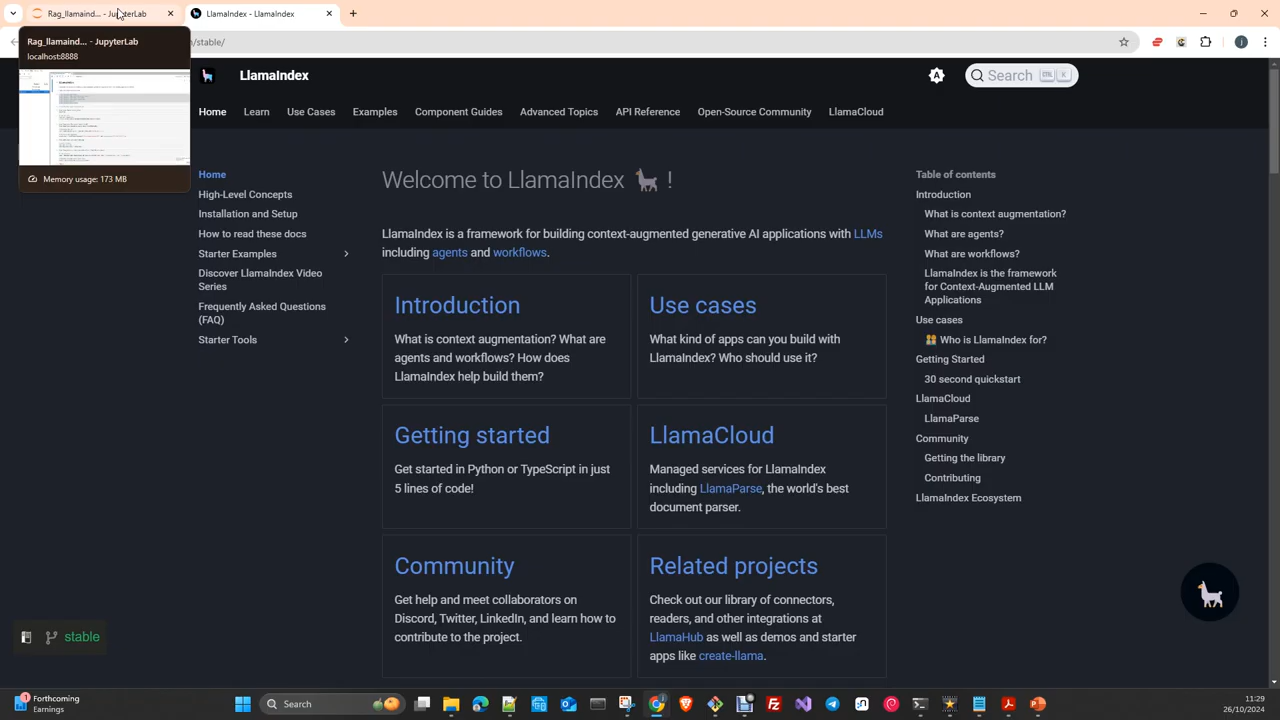 Rag_llamaind... - JupyterLab
LlamaIndex - LlamaIndex
Rag_llamaind... - JupyterLab
localhost:8888
Memory usage: 173 MB
/stable/
LlamaIndex
Search
K
Home
Learn
Use Cas
mples
Component Guides
Advanced Topics
API Reference
Open-Source Community
LlamaCloud
Home
High-Level Concepts
Installation and Setup
How to read these docs
Starter Examples
Discover LlamaIndex Video
Series
Frequently Asked Questions
(FAQ)
Starter Tools
Welcome to LlamaIndex 🦙 !
LlamaIndex is a framework for building context-augmented generative AI applications with LLMs
including agents and workflows.
Introduction
What is context augmentation? What are
agents and workflows? How does
LlamaIndex help build them?
Use cases
What kind of apps can you build with
LlamaIndex? Who should use it?
Getting started
Get started in Python or TypeScript in just
5 lines of code!
LlamaCloud
Managed services for LlamaIndex
including LlamaParse, the world's best
document parser.
Community
Get help and meet collaborators on
Discord, Twitter, LinkedIn, and learn how to
contribute to the project.
Related projects
Check out our library of connectors,
readers, and other integrations at
LlamaHub as well as demos and starter
apps like create-llama.
Table of contents
Introduction
What is context augmentation?
What are agents?
What are workflows?
LlamaIndex is the framework
for Context-Augmented LLM
Applications
Use cases
👨‍👩‍👧‍👦 Who is LlamaIndex for?
Getting Started
30 second quickstart
LlamaCloud
LlamaParse
Community
Getting the library
Contributing
LlamaIndex Ecosystem
stable
1
Forthcoming
Earnings
Search
11:29
26/10/2024